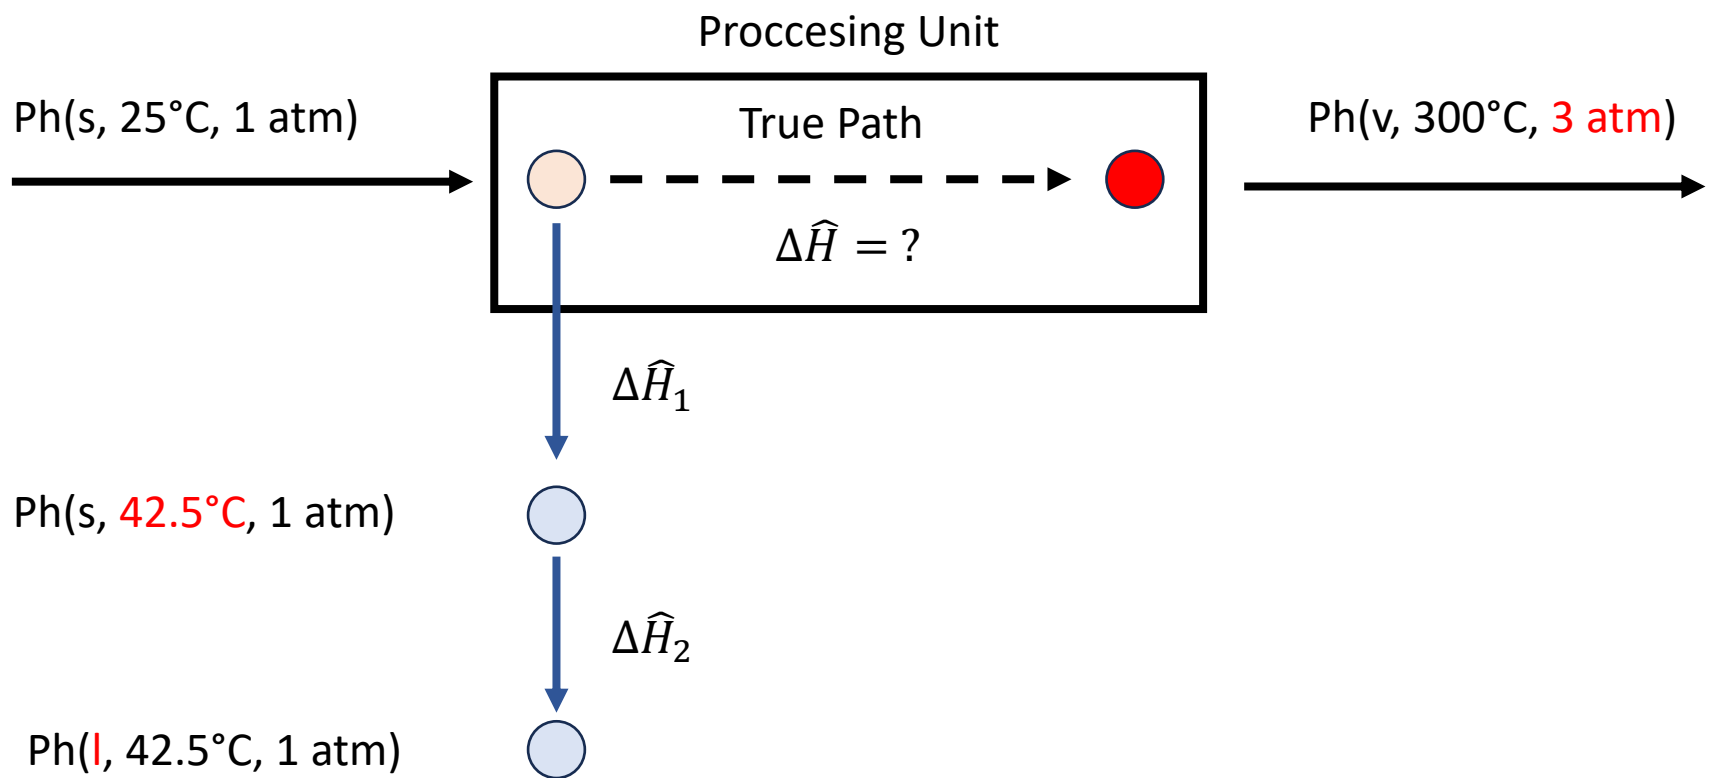 Proccesing Unit
Ph(s, 25°C, 1 atm)
True Path
Ph(v, 300°C, 3 atm)
ΔĤ = ?
ΔĤ₁
Ph(s, 42.5°C, 1 atm)
ΔĤ₂
Ph(l, 42.5°C, 1 atm)